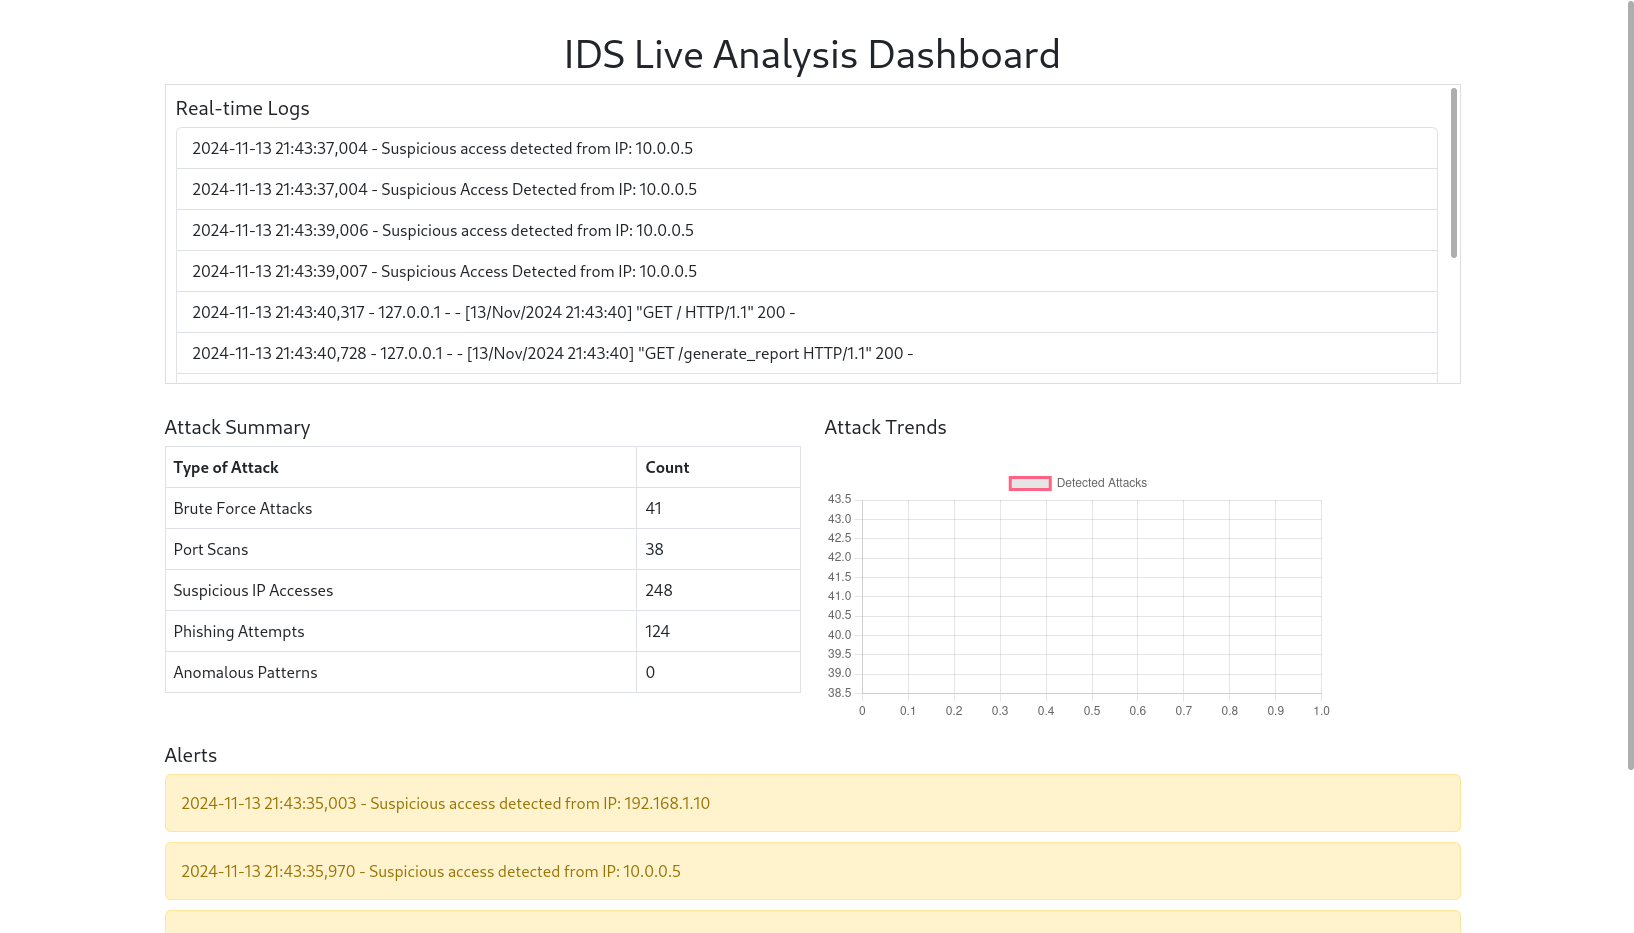 IDS Live Analysis Dashboard
Real-time Logs
2024-11-13 21:43:37,004 - Suspicious access detected from IP: 10.0.0.5
2024-11-13 21:43:37,004 - Suspicious Access Detected from IP: 10.0.0.5
2024-11-13 21:43:39,006 - Suspicious access detected from IP: 10.0.0.5
2024-11-13 21:43:39,007 - Suspicious Access Detected from IP: 10.0.0.5
2024-11-13 21:43:40,317 - 127.0.0.1 - - [13/Nov/2024 21:43:40] "GET / HTTP/1.1" 200 -
2024-11-13 21:43:40,728 - 127.0.0.1 - - [13/Nov/2024 21:43:40] "GET /generate_report HTTP/1.1" 200 -
Attack Summary
Type of Attack Count
Brute Force Attacks 41
Port Scans 38
Suspicious IP Accesses 248
Phishing Attempts 124
Anomalous Patterns 0
Attack Trends
Detected Attacks
43.5
43.0
42.5
42.0
41.5
41.0
40.5
40.0
39.5
39.0
38.5
0 0.1 0.2 0.3 0.4 0.5 0.6 0.7 0.8 0.9 1.0
Alerts
2024-11-13 21:43:35,003 - Suspicious access detected from IP: 192.168.1.10
2024-11-13 21:43:35,970 - Suspicious access detected from IP: 10.0.0.5